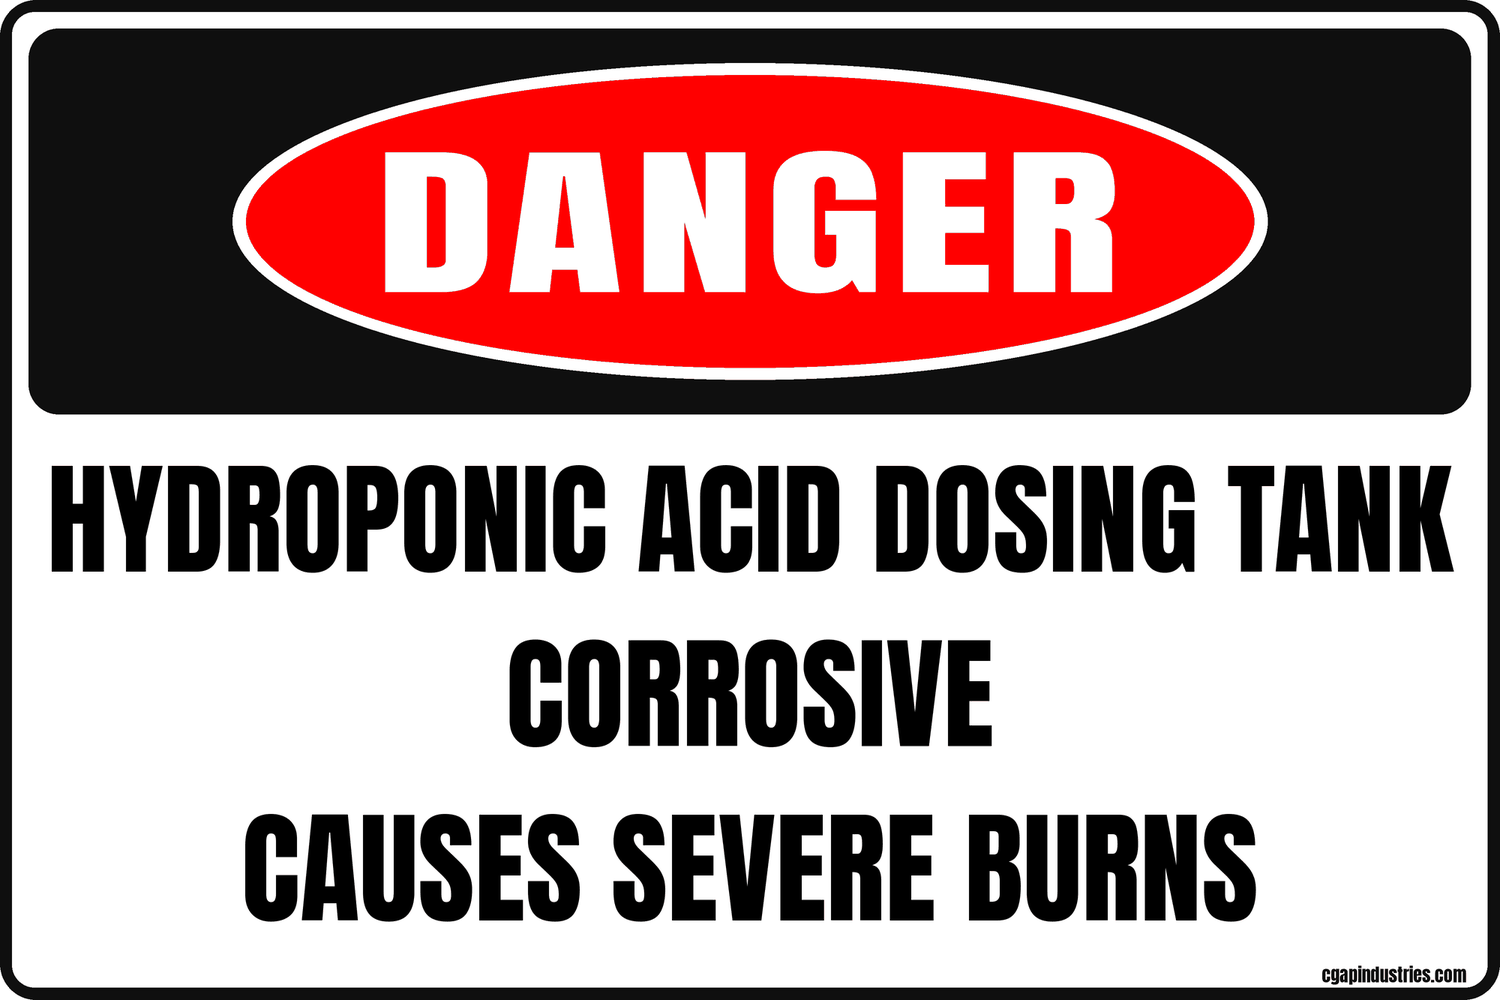 DANGER
HYDROPONIC ACID DOSING TANK
CORROSIVE
CAUSES SEVERE BURNS
cgapindustries.com